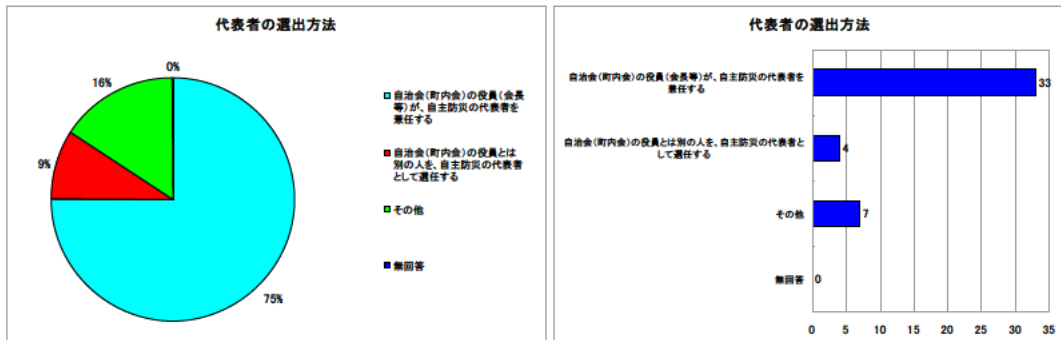 代表者の選出方法
0%
16%
9%
75%
自治会(町内会)の役員(会長
等)が、自主防災の代表者を
兼任する
自治会(町内会)の役員とは
別の人を、自主防災の代表者
として選任する
その他
無回答
代表者の選出方法
自治会(町内会)の役員(会長等)が、自主防災の代表者を
兼任する
33
自治会(町内会)の役員とは別の人を、自主防災の代表者と
して選任する
4
その他
7
無回答
0
0 5 10 15 20 25 30 35